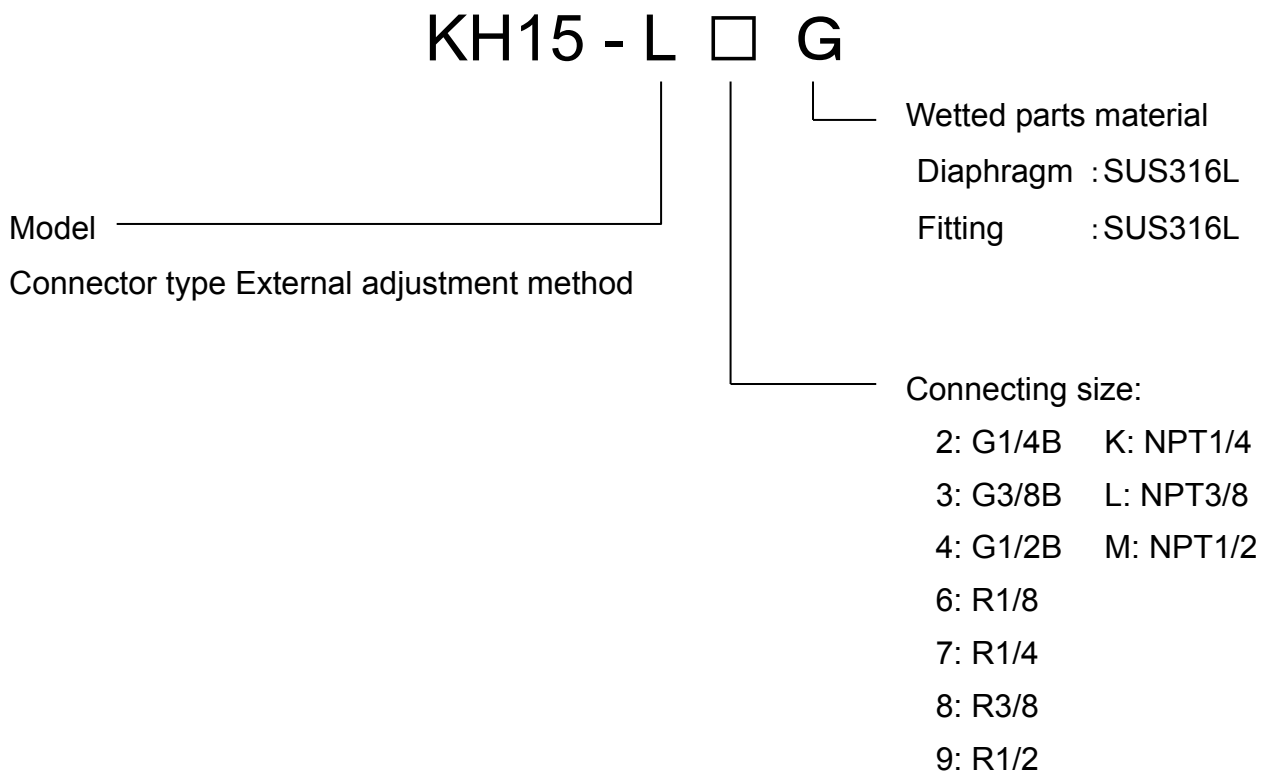 KH15 - L □ G
Wetted parts material
Diaphragm : SUS316L
Fitting : SUS316L
Model
Connector type External adjustment method
Connecting size:
2: G1/4B K: NPT1/4
3: G3/8B L: NPT3/8
4: G1/2B M: NPT1/2
6: R1/8
7: R1/4
8: R3/8
9: R1/2